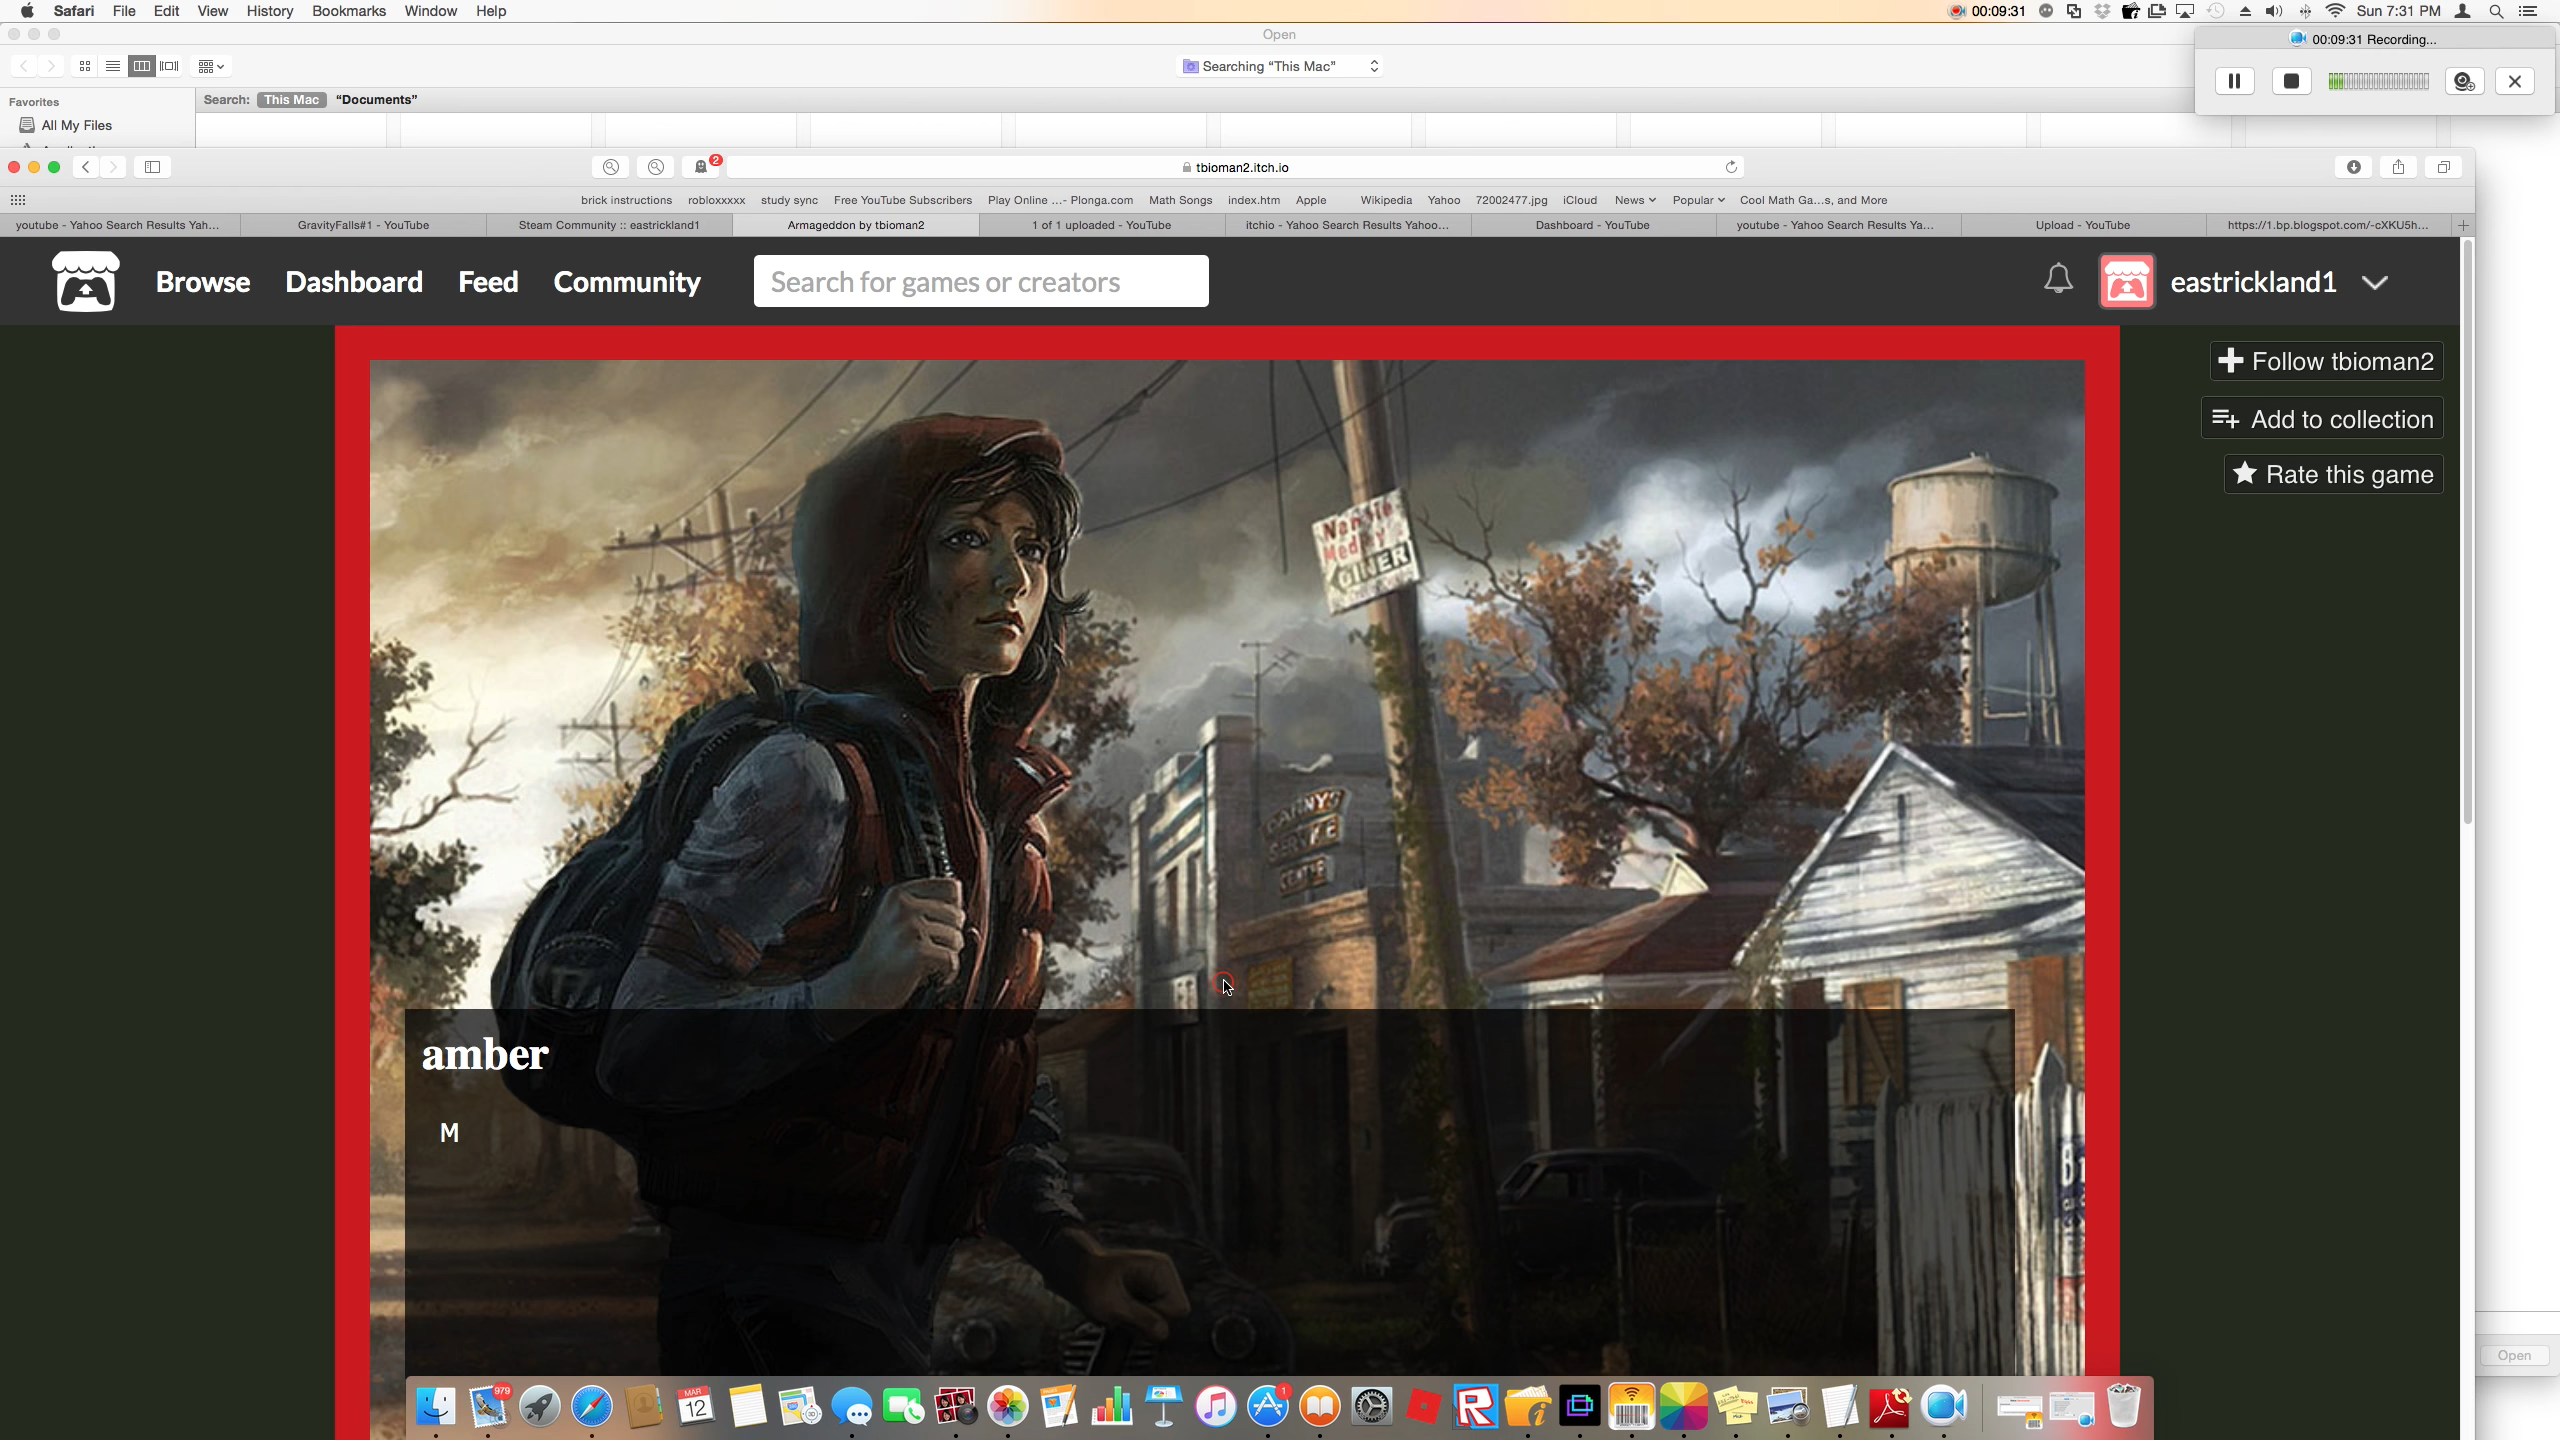 Safari File Edit View History Bookmarks Window Help 00:09:31 Sun 7:31 PM
Open
00:09:31 Recording...
Searching “This Mac”
Favorites
Search: This Mac “Documents”
All My Files
2
tbioman2.itch.io
brick instructions robloxxxxx study sync Free YouTube Subscribers Play Online ...- Plonga.com Math Songs index.htm Apple Wikipedia Yahoo 72002477.jpg iCloud News Popular Cool Math Ga...s, and More
youtube - Yahoo Search Results Yah... GravityFalls#1 - YouTube Steam Community :: eastrickland1 Armageddon by tbioman2 1 of 1 uploaded - YouTube itchio - Yahoo Search Results Yahoo... Dashboard - YouTube youtube - Yahoo Search Results Ya... Upload - YouTube https://1.bp.blogspot.com/-cXKU5h...
Browse Dashboard Feed Community Search for games or creators eastrickland1
Follow tbioman2
Add to collection
Rate this game
DINER
amber
M
Open
979
MAR
12
1